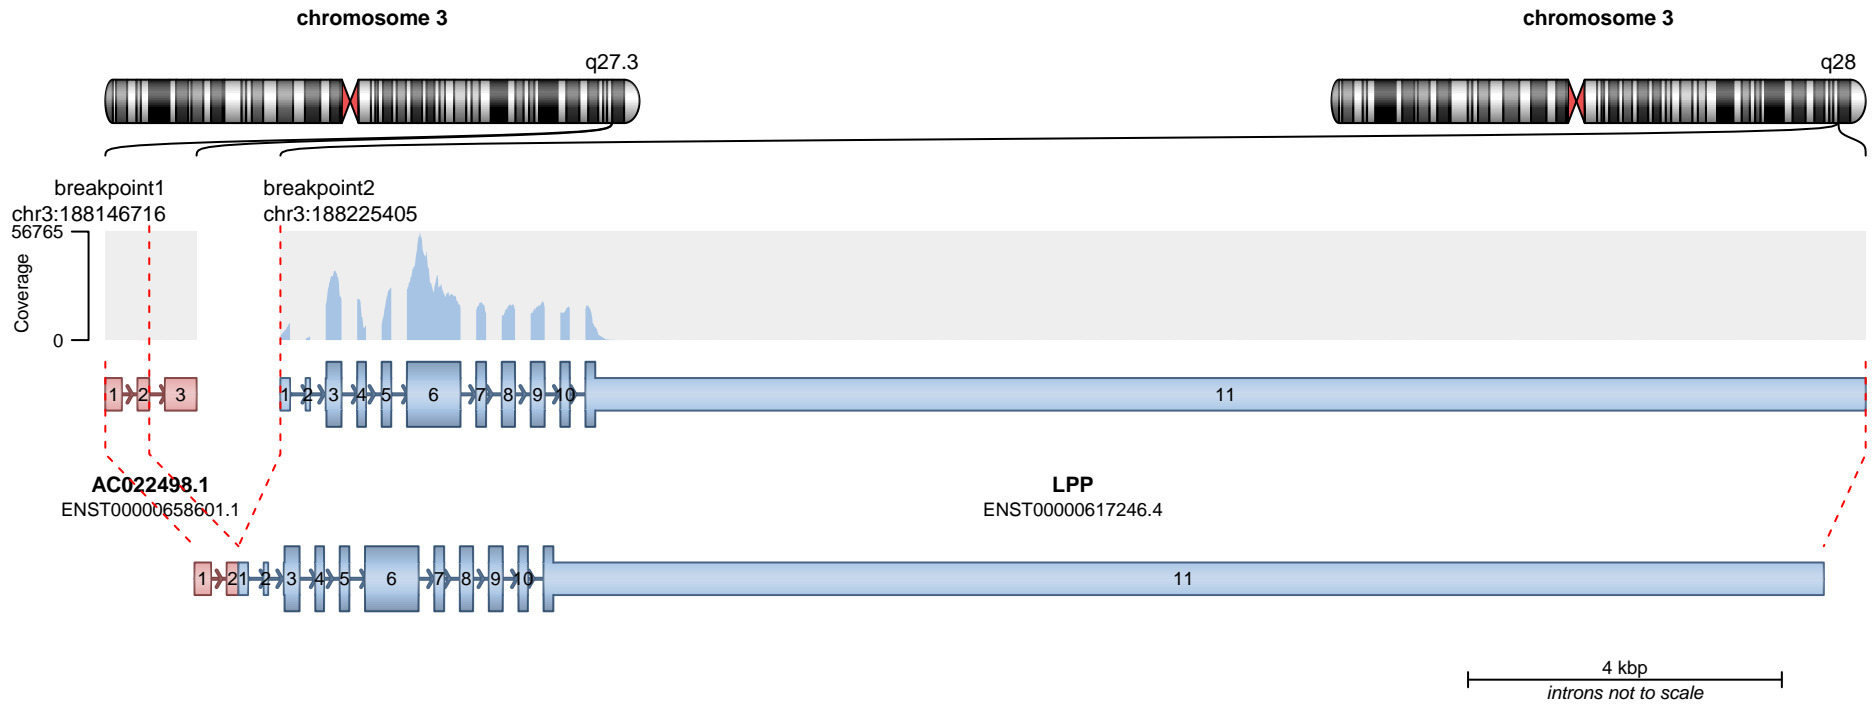 chromosome 3
chromosome 3
q27.3
q28
breakpoint1
chr3:188146716
breakpoint2
chr3:188225405
56765
Coverage
0
1 2 3
1 2 3 4 5 6 7 8 9 10 11
AC022498.1
ENST00000658601.1
LPP
ENST00000617246.4
1 2 1 2 3 4 5 6 7 8 9 10 11
4 kbp
introns not to scale